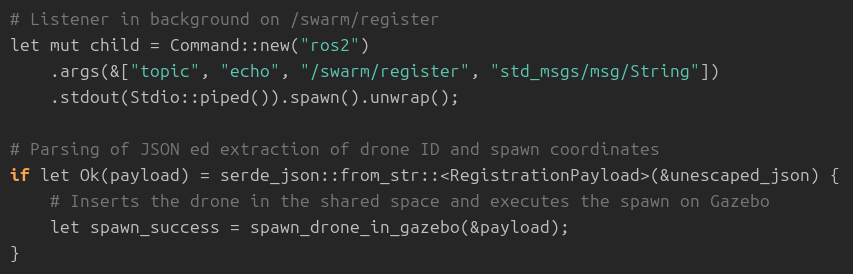 # Listener in background on /swarm/register
let mut child = Command::new("ros2")
    .args(&["topic", "echo", "/swarm/register", "std_msgs/msg/String"])
    .stdout(Stdio::piped()).spawn().unwrap();

# Parsing of JSON ed extraction of drone ID and spawn coordinates
if let Ok(payload) = serde_json::from_str::<RegistrationPayload>(&unescaped_json) {
    # Inserts the drone in the shared space and executes the spawn on Gazebo
    let spawn_success = spawn_drone_in_gazebo(&payload);
}